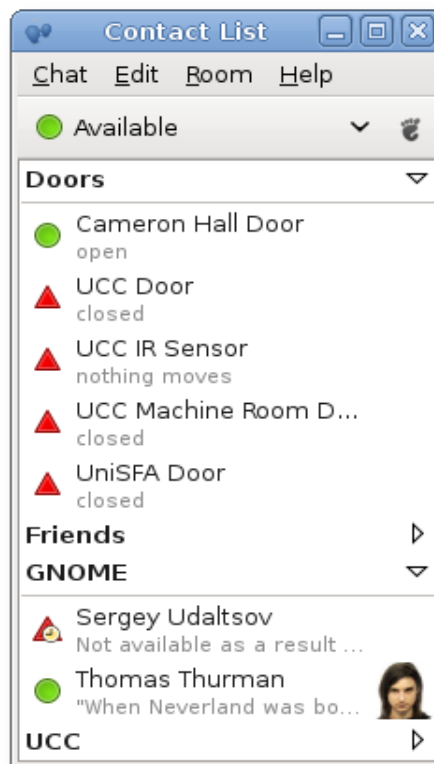 Contact List
Chat Edit Room Help
Available
Doors
Cameron Hall Door
open
UCC Door
closed
UCC IR Sensor
nothing moves
UCC Machine Room D...
closed
UniSFA Door
closed
Friends
GNOME
Sergey Udaltsov
Not available as a result ...
Thomas Thurman
"When Neverland was bo...
UCC